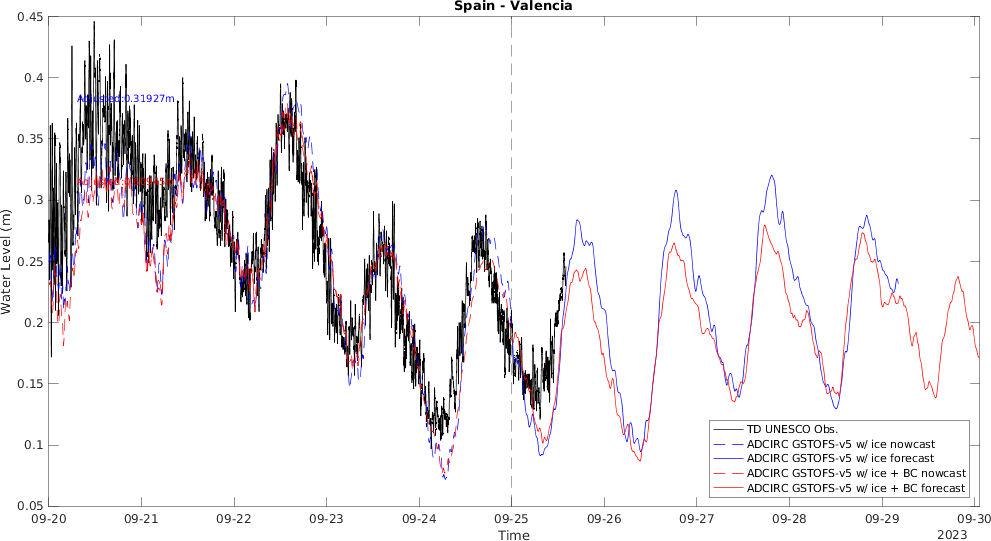 Spain - Valencia
0.45
0.4
0.35
0.3
0.25
0.2
0.15
0.1
0.05
Water Level (m)
Adjusted:0.31927m
09-20
09-21
09-22
09-23
09-24
09-25
09-26
09-27
09-28
09-29
09-30
Time
2023
TD UNESCO Obs.
ADCIRC GSTOFS-v5 w/ ice nowcast
ADCIRC GSTOFS-v5 w/ ice forecast
ADCIRC GSTOFS-v5 w/ ice + BC nowcast
ADCIRC GSTOFS-v5 w/ ice + BC forecast